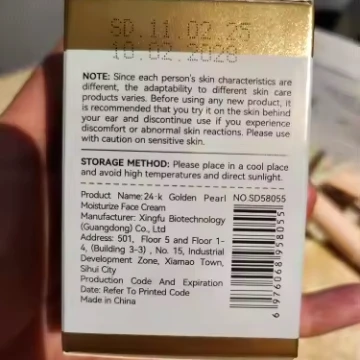 SD 11.02.25
10.02.2028
NOTE: Since each person's skin characteristics are
different, the adaptability to different skin care
products varies. Before using any new product, it
is recommended that you try it on the skin behind
your ear and discontinue use if you experience
discomfort or abnormal skin reactions. Please use
with caution on sensitive skin.
STORAGE METHOD: Please place in a cool place
and avoid high temperatures and direct sunlight.
Product Name: 24·k Golden Pearl
Moisturize Face Cream
Manufacturer: Xingfu Biotechnology
(Guangdong) Co., Ltd
Address: 501, Floor 5 and Floor 1-
4, (Building 3-3) , No. 15, Industrial
Development Zone, Xiamao Town,
Sihui City
Production Code And Expiration
Date: Refer To Printed Code
Made in China
NO.SD58055
6 976068 958055